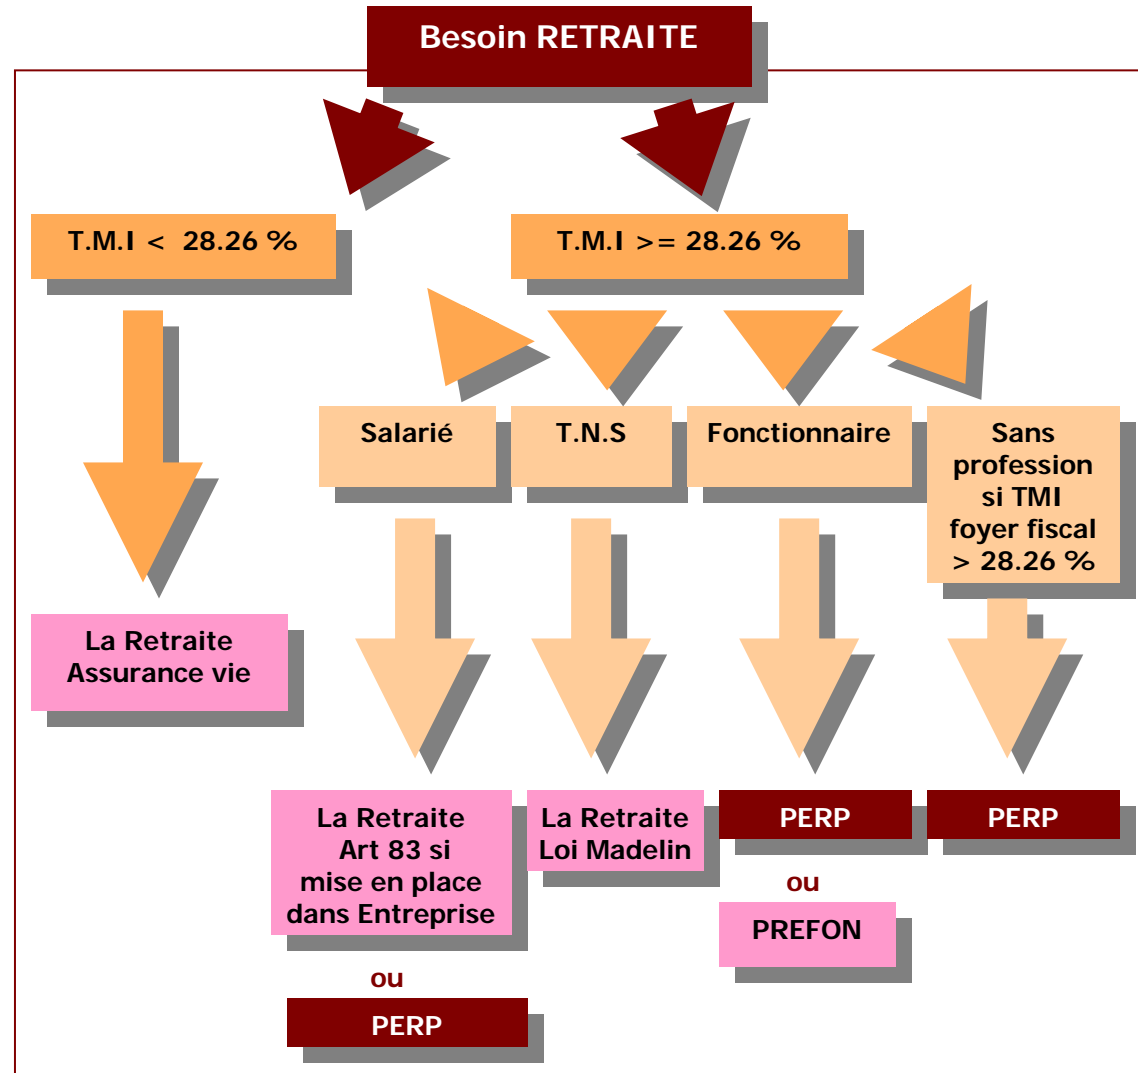 Besoin RETRAITE
T.M.I < 28.26 %
T.M.I >= 28.26 %
Salarié
T.N.S
Fonctionnaire
Sans
profession
si TMI
foyer fiscal
> 28.26 %
La Retraite
Assurance vie
La Retraite
Art 83 si
mise en place
dans Entreprise
ou
PERP
La Retraite
Loi Madelin
PERP
ou
PREFON
PERP